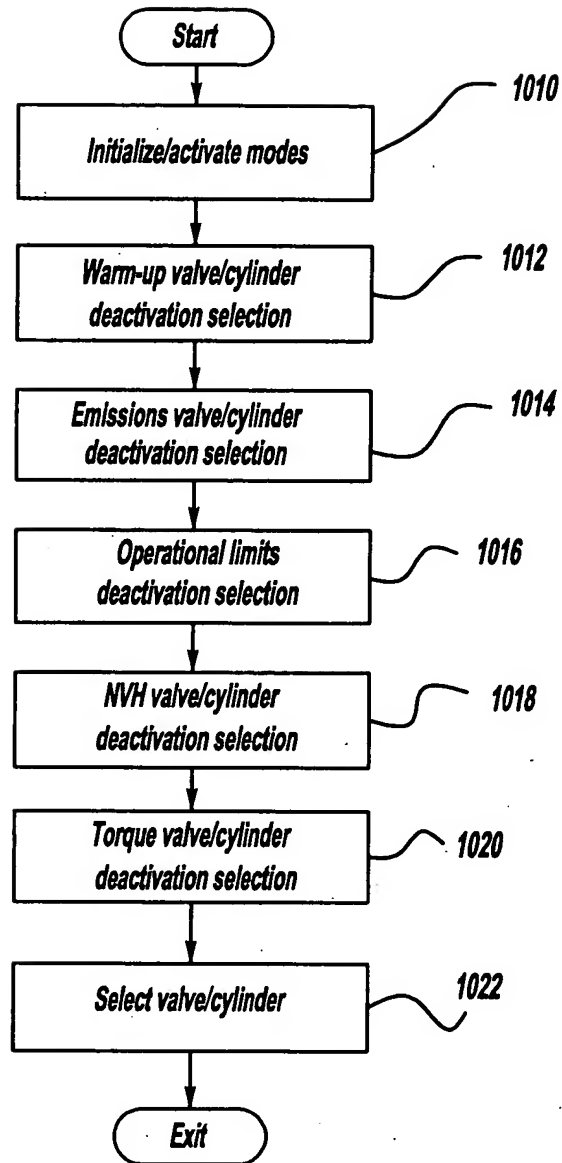 Start
1010
Initialize/activate modes
1012
Warm-up valve/cylinder
deactivation selection
1014
Emissions valve/cylinder
deactivation selection
1016
Operational limits
deactivation selection
1018
NVH valve/cylinder
deactivation selection
1020
Torque valve/cylinder
deactivation selection
1022
Select valve/cylinder
Exit